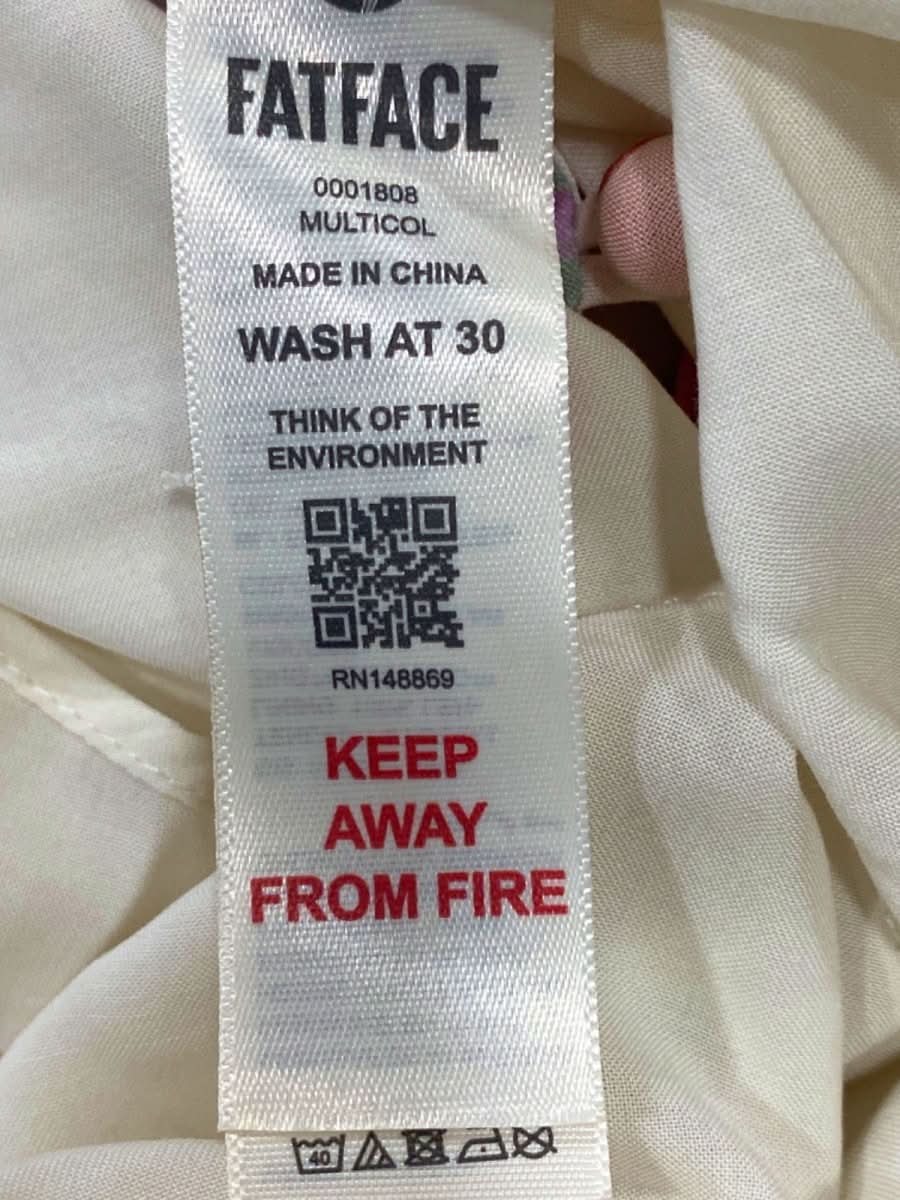 FATFACE
0001808
MULTICOL
MADE IN CHINA
WASH AT 30
THINK OF THE
ENVIRONMENT
RN148869
KEEP
AWAY
FROM FIRE
40